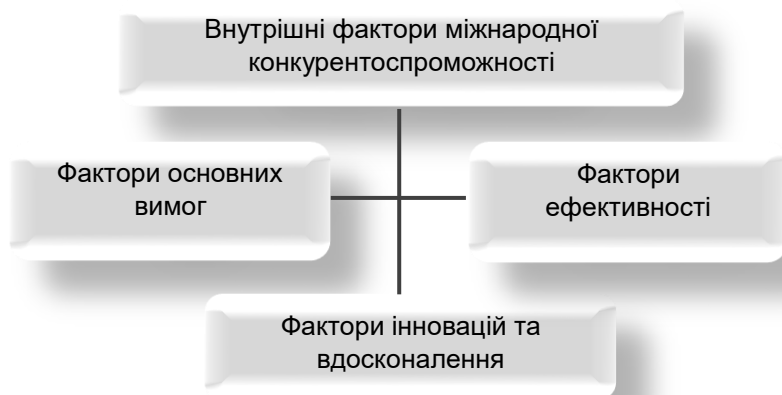 Внутрішні фактори міжнародної
конкурентоспроможності
Фактори основних
вимог
Фактори
ефективності
Фактори інновацій та
вдосконалення